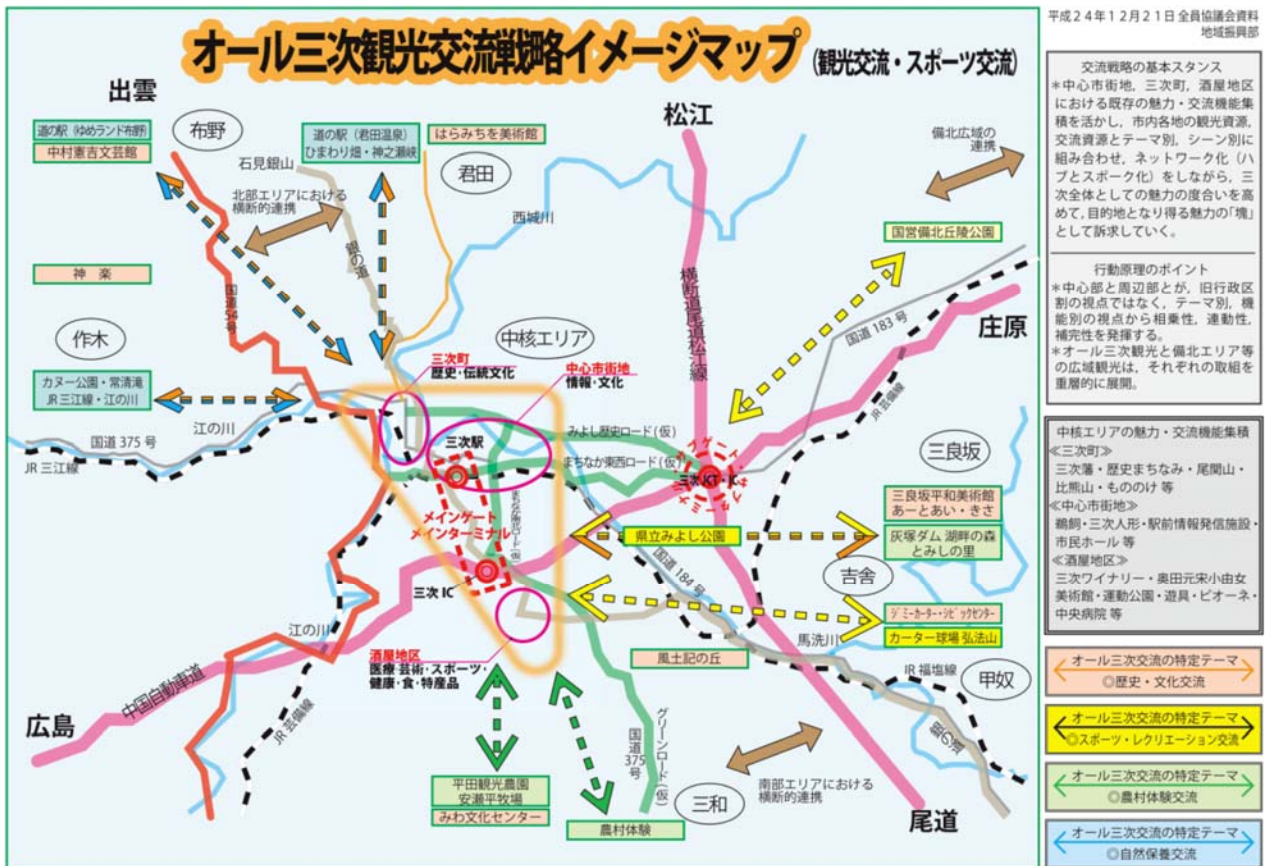 平成24年12月21日 全員協議会資料
地域振興部
オール三次観光交流戦略イメージマップ (観光交流・スポーツ交流)
出雲
布野
道の駅（ゆめランド布野）
中村憲吉文芸館
道の駅（君田温泉）
ひまわり畑・神之瀬峡
はらみちを美術館
君田
松江
備北広域の
連携
石見銀山
北部エリアにおける
横断的連携
西城川
銀の道
国営備北丘陵公園
神　楽
国道54号
横断道尾道松江線
国道 183 号
庄原
作木
中核エリア
三次町
歴史・伝統文化
中心市街地
情報・文化
JR 芸備線
カヌー公園・常清滝
JR 三江線・江の川
江の川
国道 375 号
JR 三江線
三次駅
みよし歴史ロード(仮)
まちなか東西ロード(仮)
三次 JCT・IC
三良坂
三良坂平和美術館
あーとあい・きさ
メインゲート
メインターミナル
県立みよし公園
灰塚ダム 湖畔の森
とみしの里
国道 184 号
吉舎
三次 IC
ジミーカーター・シビックセンター
カーター球場 弘法山
江の川
馬洗川
酒屋地区
医療・芸術・スポーツ・
健康・食・特産品
風土記の丘
JR 福塩線
甲奴
中国自動車道
広島
JR 芸備線
グリーンロード(仮)
国道375号
銀の道
平田観光農園
安瀬平牧場
みわ文化センター
農村体験
三和
南部エリアにおける
横断的連携
尾道
交流戦略の基本スタンス
＊中心市街地，三次町，酒屋地区
における既存の魅力・交流機能集
積を活かし，市内各地の観光資源，
交流資源とテーマ別，シーン別に
組み合わせ，ネットワーク化（ハ
ブとスポーク化）をしながら，三
次全体としての魅力の度合いを高
めて，目的地となり得る魅力の「塊」
として訴求していく。
行動原理のポイント
＊中心部と周辺部とが，旧行政区
割の視点ではなく，テーマ別，機
能別の視点から相乗性，連動性，
補完性を発揮する。
＊オール三次観光と備北エリア等
の広域観光は，それぞれの取組を
重層的に展開。
中核エリアの魅力・交流機能集積
≪三次町≫
三次藩・歴史まちなみ・尾関山・
比熊山・もののけ 等
≪中心市街地≫
鵜飼・三次人形・駅前情報発信施設・
市民ホール 等
≪酒屋地区≫
三次ワイナリー・奥田元宋小由女
美術館・運動公園・遊具・ピオーネ・
中央病院 等
オール三次交流の特定テーマ
◎歴史・文化交流
オール三次交流の特定テーマ
◎スポーツ・レクリエーション交流
オール三次交流の特定テーマ
◎農村体験交流
オール三次交流の特定テーマ
◎自然保養交流